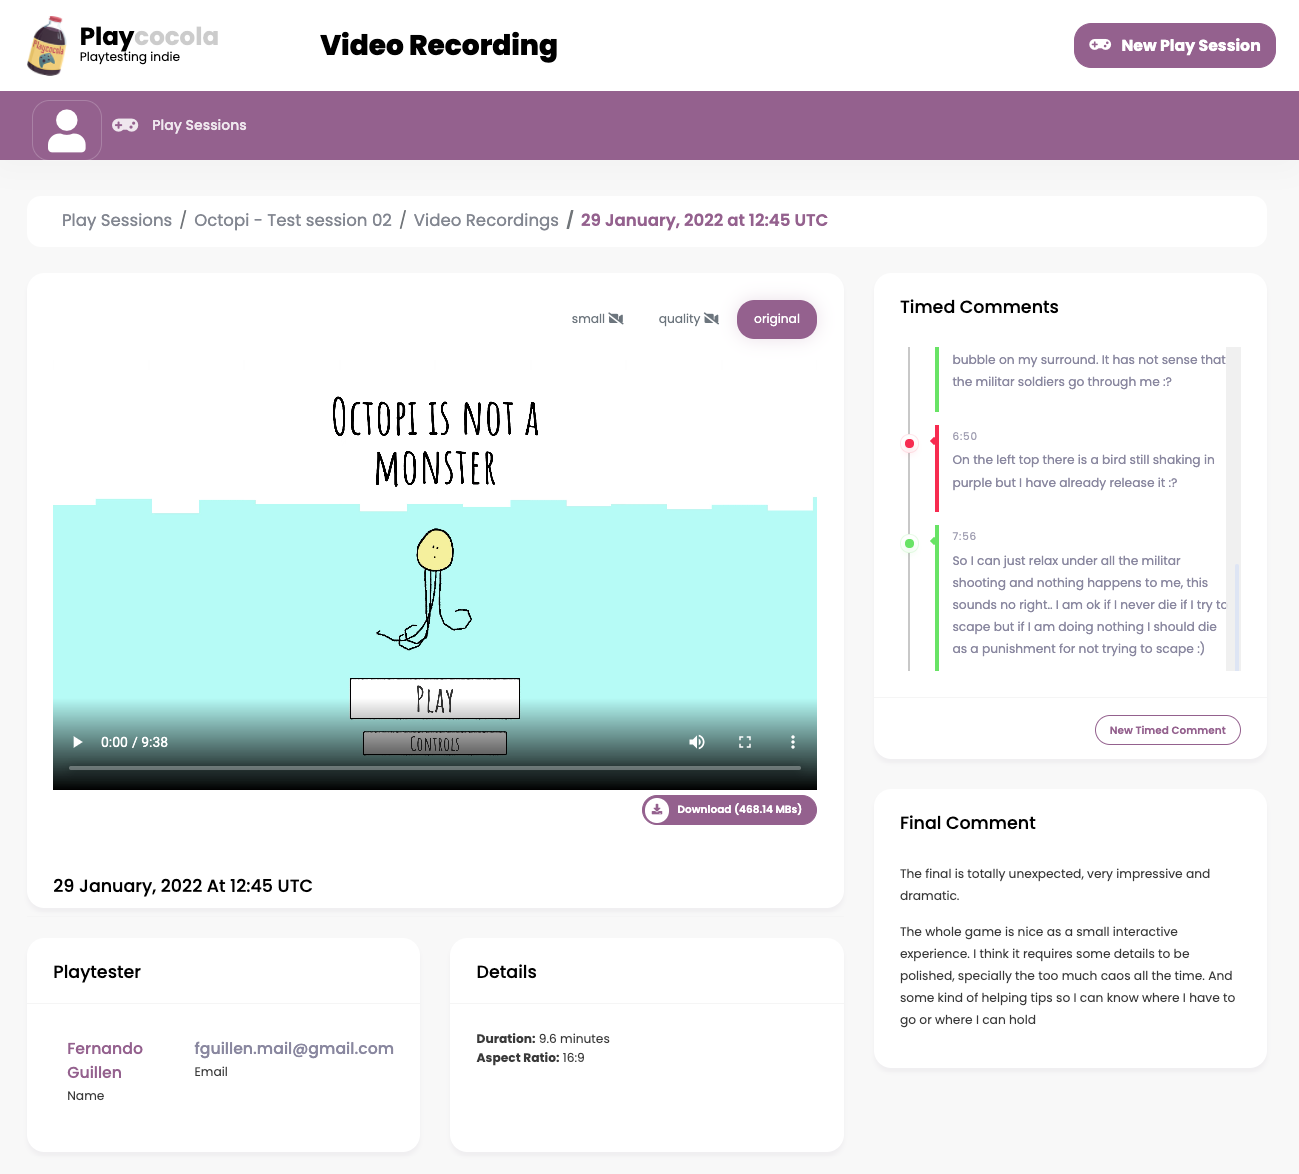 Playcocola
Playtesting indie
Video Recording
New Play Session
Play Sessions
Play Sessions / Octopi - Test session 02 / Video Recordings / 29 January, 2022 at 12:45 UTC
small
quality
original
OCTOPI IS NOT A
MONSTER
PLAY
CONTROLS
0:00 / 9:38
Download (468.14 MBs)
29 January, 2022 At 12:45 UTC
Timed Comments
bubble on my surround. It has not sense that
the militar soldiers go through me :?
6:50
On the left top there is a bird still shaking in
purple but I have already release it :?
7:56
So I can just relax under all the militar
shooting and nothing happens to me, this
sounds no right.. I am ok if I never die if I try to
scape but if I am doing nothing I should die
as a punishment for not trying to scape :)
New Timed Comment
Final Comment
The final is totally unexpected, very impressive and
dramatic.
The whole game is nice as a small interactive
experience. I think it requires some details to be
polished, specially the too much caos all the time. And
some kind of helping tips so I can know where I have to
go or where I can hold
Playtester
Fernando
Guillen
Name
fguillen.mail@gmail.com
Email
Details
Duration: 9.6 minutes
Aspect Ratio: 16:9